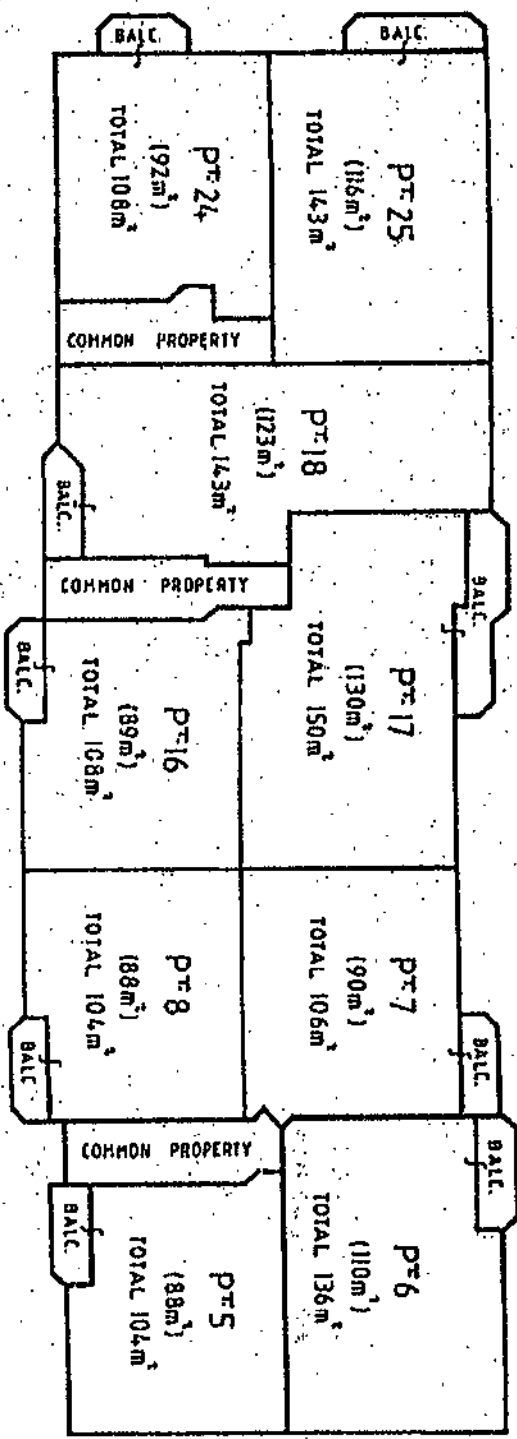 BALC.
BALC.
PT 24
(92m²)
TOTAL 108m²
PT 25
(116m²)
TOTAL 143m²
COMMON PROPERTY
PT 18
(123m²)
TOTAL 143m²
BALC.
BALC.
COMMON PROPERTY
PT 17
(130m²)
TOTAL 150m²
BALC.
PT 16
(89m²)
TOTAL 108m²
PT 8
(88m²)
TOTAL 104m²
PT 7
(90m²)
TOTAL 106m²
BALC
BALC.
COMMON PROPERTY
BALC.
BALC.
PT 6
(110m²)
TOTAL 136m²
PT 5
(88m²)
TOTAL 104m²